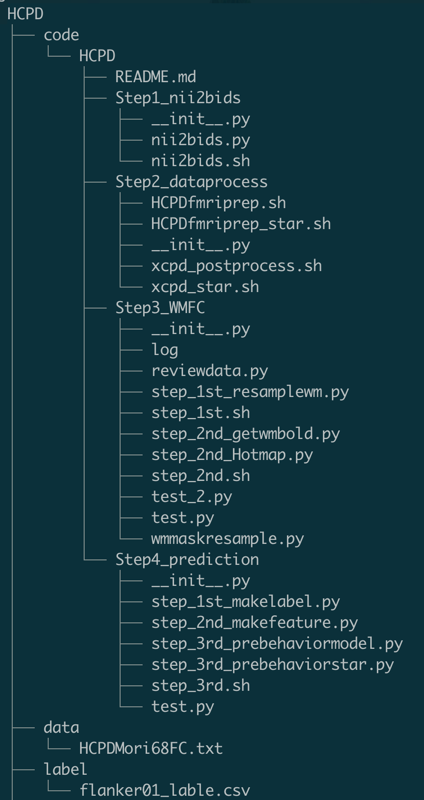 HCPD
code
HCPD
README.md
Step1_nii2bids
__init__.py
nii2bids.py
nii2bids.sh
Step2_dataprocess
HCPDfmriprep.sh
HCPDfmriprep_star.sh
__init__.py
xcpd_postprocess.sh
xcpd_star.sh
Step3_WMFC
__init__.py
log
reviewdata.py
step_1st_resamplewm.py
step_1st.sh
step_2nd_getwmbold.py
step_2nd_Hotmap.py
step_2nd.sh
test_2.py
test.py
wmmaskresample.py
Step4_prediction
__init__.py
step_1st_makelabel.py
step_2nd_makefeature.py
step_3rd_prebehaviormodel.py
step_3rd_prebehaviorstar.py
step_3rd.sh
test.py
data
HCPDMori68FC.txt
label
flanker01_lable.csv